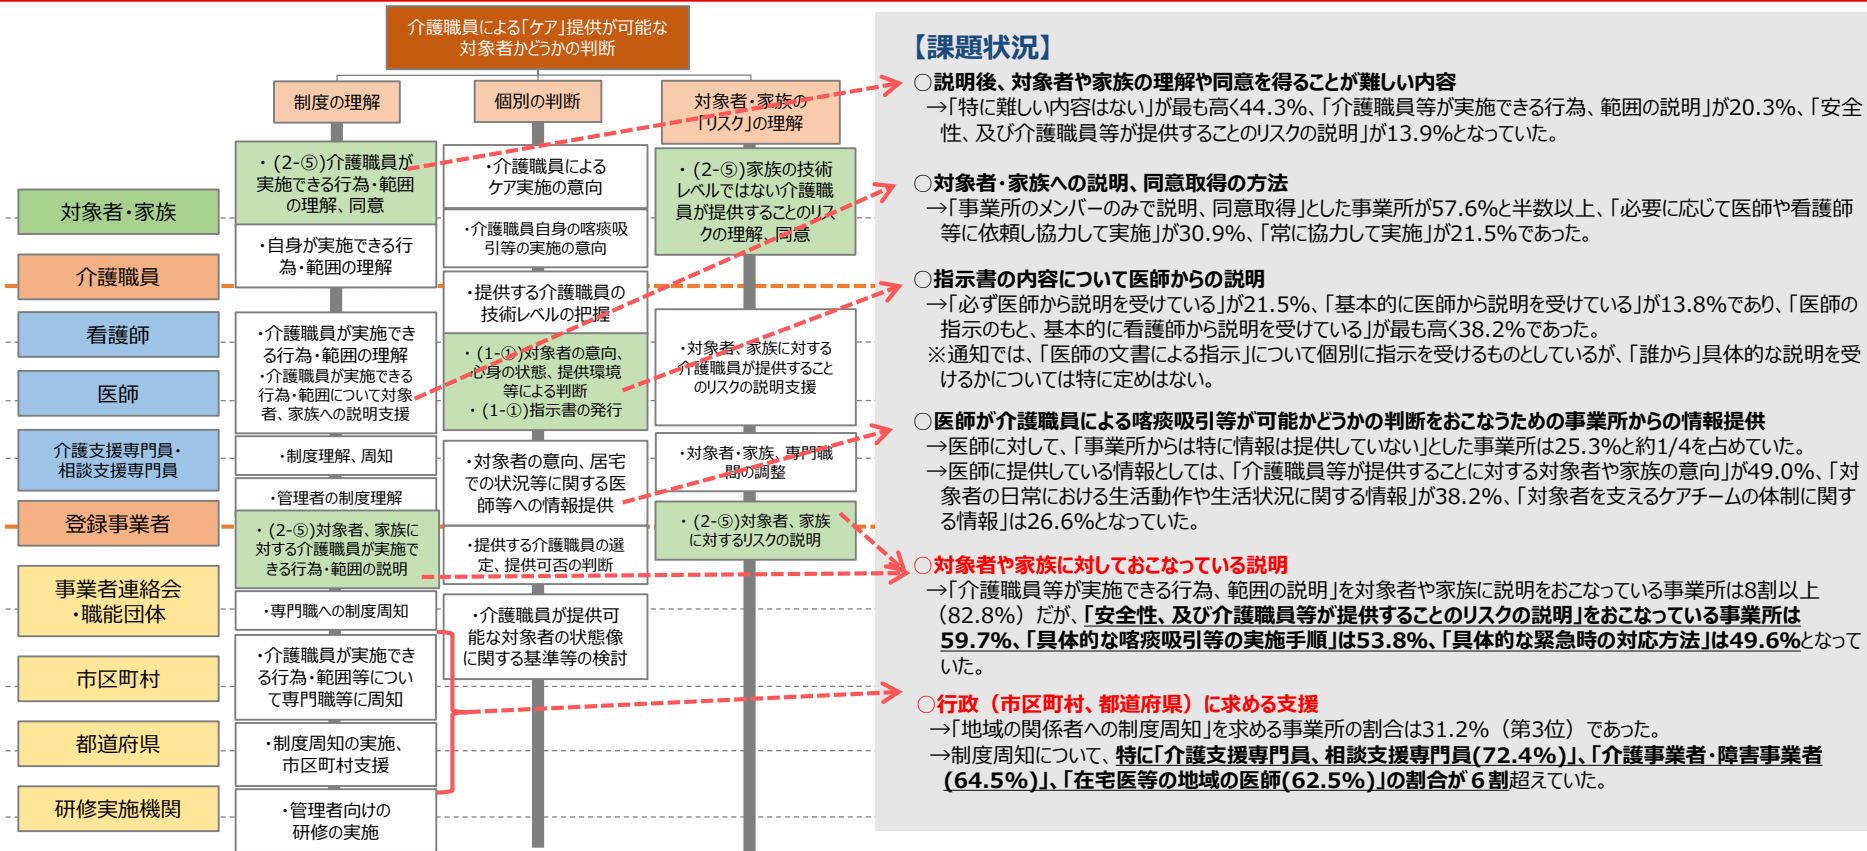 介護職員による「ケア」提供が可能な
対象者かどうかの判断
制度の理解
個別の判断
対象者・家族の
「リスク」の理解
対象者・家族
介護職員
看護師
医師
介護支援専門員・
相談支援専門員
登録事業者
事業者連絡会
・職能団体
市区町村
都道府県
研修実施機関
・(2-⑤)介護職員が
実施できる行為・範囲
の理解、同意
・自身が実施できる行
為・範囲の理解
・介護職員が実施でき
る行為・範囲の理解
・介護職員が実施できる
行為・範囲について対象
者、家族への説明支援
・制度理解、周知
・管理者の制度理解
・(2-⑤)対象者、家族に
対する介護職員が実施で
きる行為・範囲の説明
・専門職への制度周知
・介護職員が実施でき
る行為・範囲等につい
て専門職等に周知
・制度周知の実施、
市区町村支援
・管理者向けの
研修の実施
・介護職員による
ケア実施の意向
・介護職員自身の喀痰吸
引等の実施の意向
・提供する介護職員の
技術レベルの把握
・(1-①)対象者の意向、
心身の状態、提供環境
等による判断
・(1-①)指示書の発行
・対象者の意向、居宅
での状況等に関する医
師等への情報提供
・提供する介護職員の選
定、提供可否の判断
・介護職員が提供可
能な対象者の状態像
に関する基準等の検討
・(2-⑤)家族の技術
レベルではない介護職
員が提供することのリス
クの理解、同意
・対象者、家族に対する
介護職員が提供すること
のリスクの説明支援
・対象者・家族、専門職
間の調整
・(2-⑤)対象者、家族
に対するリスクの説明
【課題状況】
○説明後、対象者や家族の理解や同意を得ることが難しい内容
→「特に難しい内容はない」が最も高く44.3%、「介護職員等が実施できる行為、範囲の説明」が20.3%、「安全
性、及び介護職員等が提供することのリスクの説明」が13.9%となっていた。
○対象者・家族への説明、同意取得の方法
→「事業所のメンバーのみで説明、同意取得」とした事業所が57.6%と半数以上、「必要に応じて医師や看護師
等に依頼し協力して実施」が30.9%、「常に協力して実施」が21.5%であった。
○指示書の内容について医師からの説明
→「必ず医師から説明を受けている」が21.5%、「基本的に医師から説明を受けている」が13.8%であり、「医師の
指示のもと、基本的に看護師から説明を受けている」が最も高く38.2%であった。
※通知では、「医師の文書による指示」について個別に指示を受けるものとしているが、「誰から」具体的な説明を受
けるかについては特に定めはない。
○医師が介護職員による喀痰吸引等が可能かどうかの判断をおこなうための事業所からの情報提供
→医師に対して、「事業所からは特に情報は提供していない」とした事業所は25.3%と約1/4を占めていた。
→医師に提供している情報としては、「介護職員等が提供することに対する対象者や家族の意向」が49.0%、「対
象者の日常における生活動作や生活状況に関する情報」が38.2%、「対象者を支えるケアチームの体制に関す
る情報」は26.6%となっていた。
○対象者や家族に対しておこなっている説明
→「介護職員等が実施できる行為、範囲の説明」を対象者や家族に説明をおこなっている事業所は8割以上
(82.8%)だが、「安全性、及び介護職員等が提供することのリスクの説明」をおこなっている事業所は
59.7%、「具体的な喀痰吸引等の実施手順」は53.8%、「具体的な緊急時の対応方法」は49.6%となって
いた。
○行政（市区町村、都道府県）に求める支援
→「地域の関係者への制度周知」を求める事業所の割合は31.2%（第3位）であった。
→制度周知について、特に「介護支援専門員、相談支援専門員(72.4%)」、「介護事業者・障害事業者
(64.5%)」、「在宅医等の地域の医師(62.5%)」の割合が６割超えていた。